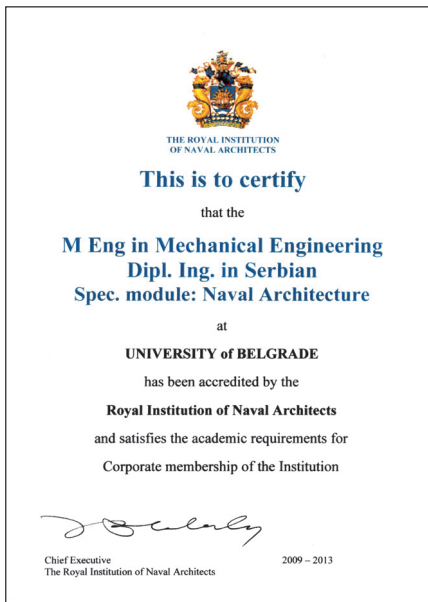 THE ROYAL INSTITUTION
OF NAVAL ARCHITECTS
This is to certify
that the
M Eng in Mechanical Engineering
Dipl. Ing. in Serbian
Spec. module: Naval Architecture
at
UNIVERSITY of BELGRADE
has been accredited by the
Royal Institution of Naval Architects
and satisfies the academic requirements for
Corporate membership of the Institution
Chief Executive 2009 – 2013
The Royal Institution of Naval Architects